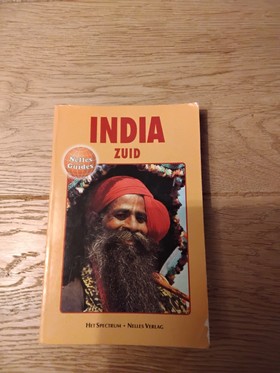 INDIA
ZUID
Nelles
Guides
HET SPECTRUM • NELLES VERLAG